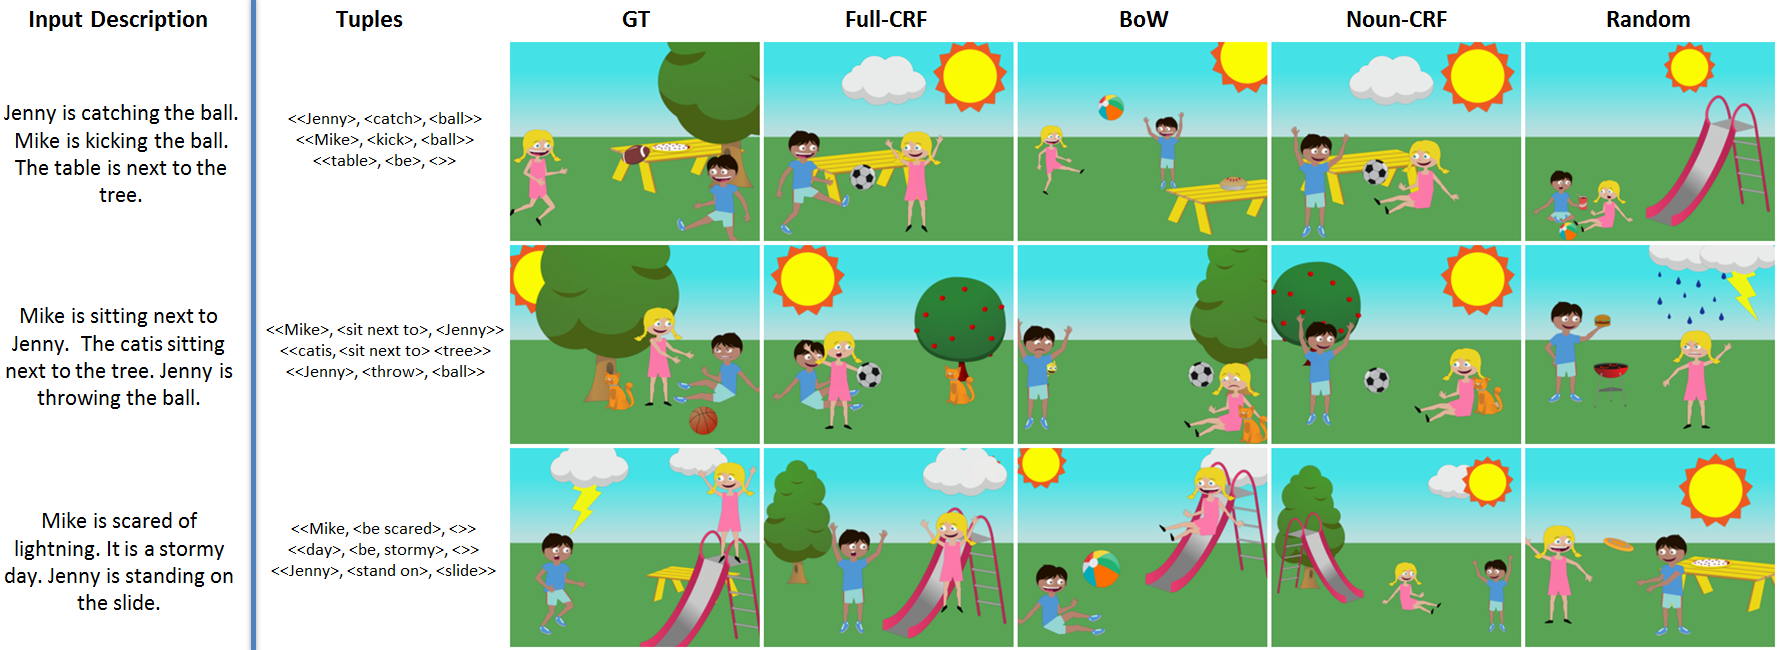 Input Description
Tuples
GT
Full-CRF
BoW
Noun-CRF
Random
Jenny is catching the ball.
Mike is kicking the ball.
The table is next to the
tree.
<<Jenny>, <catch>, <ball>>
<<Mike>, <kick>, <ball>>
<<table>, <be>, <>>
Mike is sitting next to
Jenny.  The catis sitting
next to the tree. Jenny is
throwing the ball.
<<Mike>, <sit next to>, <Jenny>>
<<catis, <sit next to> <tree>>
<<Jenny>, <throw>, <ball>>
Mike is scared of
lightning. It is a stormy
day. Jenny is standing on
the slide.
<<Mike, <be scared>, <>>
<<day>, <be, stormy>, <>>
<<Jenny>, <stand on>, <slide>>